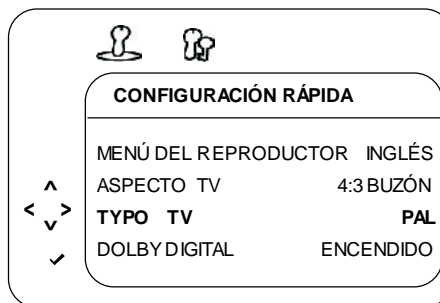 CONFIGURACIÓN RÁPIDA
MENÚ DEL REPRODUCTOR INGLÉS
ASPECTO TV 4:3 BUZÓN
TYPO TV PAL
DOLBY DIGITAL ENCENDIDO